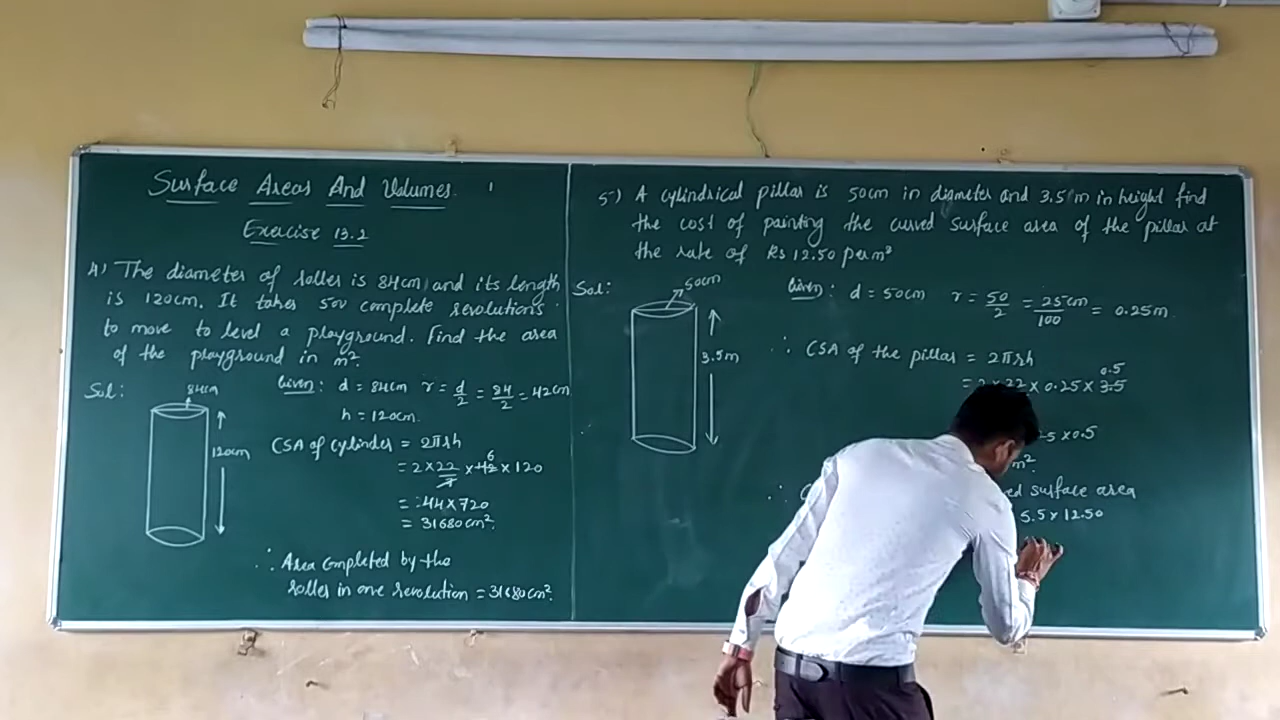 Surface Areas And Volumes.
Exercise 13.2
4) The diameter of roller is 84cm and its length
is 120cm. It takes 500 complete revolutions
to move to level a playground. Find the area
of the playground in m².
Sol:
84cm
120cm
Given: d = 84cm r = d/2 = 84/2 = 42cm
h = 120cm.
CSA of cylinder = 2πrh
= 2 × 22/7 × 42 6 × 120
= 44 × 720
= 31680 cm².
∴ Area completed by the
roller in one revolution = 31680 cm².
5) A cylindrical pillar is 50cm in diameter and 3.5 m in height find
the cost of painting the curved surface area of the pillar at
the rate of Rs 12.50 per m²
Sol:
50cm
3.5m
Given: d = 50cm r = 50/2 = 25cm/100 = 0.25m.
∴ CSA of the pillar = 2πrh
0.5
= 2 × 22 × 0.25 × 3.5
5 × 0.5
m².
∴ surface area
5.5 × 12.50